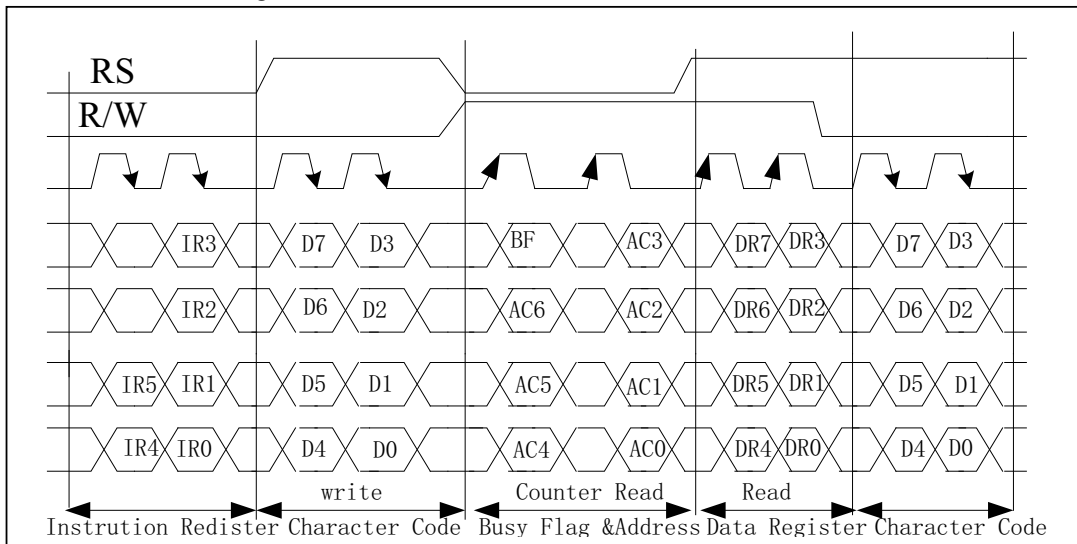 RS
R/W
IR3 D7 D3 BF AC3 DR7 DR3 D7 D3
IR2 D6 D2 AC6 AC2 DR6 DR2 D6 D2
IR5 IR1 D5 D1 AC5 AC1 DR5 DR1 D5 D1
IR4 IR0 D4 D0 AC4 AC0 DR4 DR0 D4 D0
write Counter Read Read
Instrution Redister Character Code Busy Flag &Address Data Register Character Code